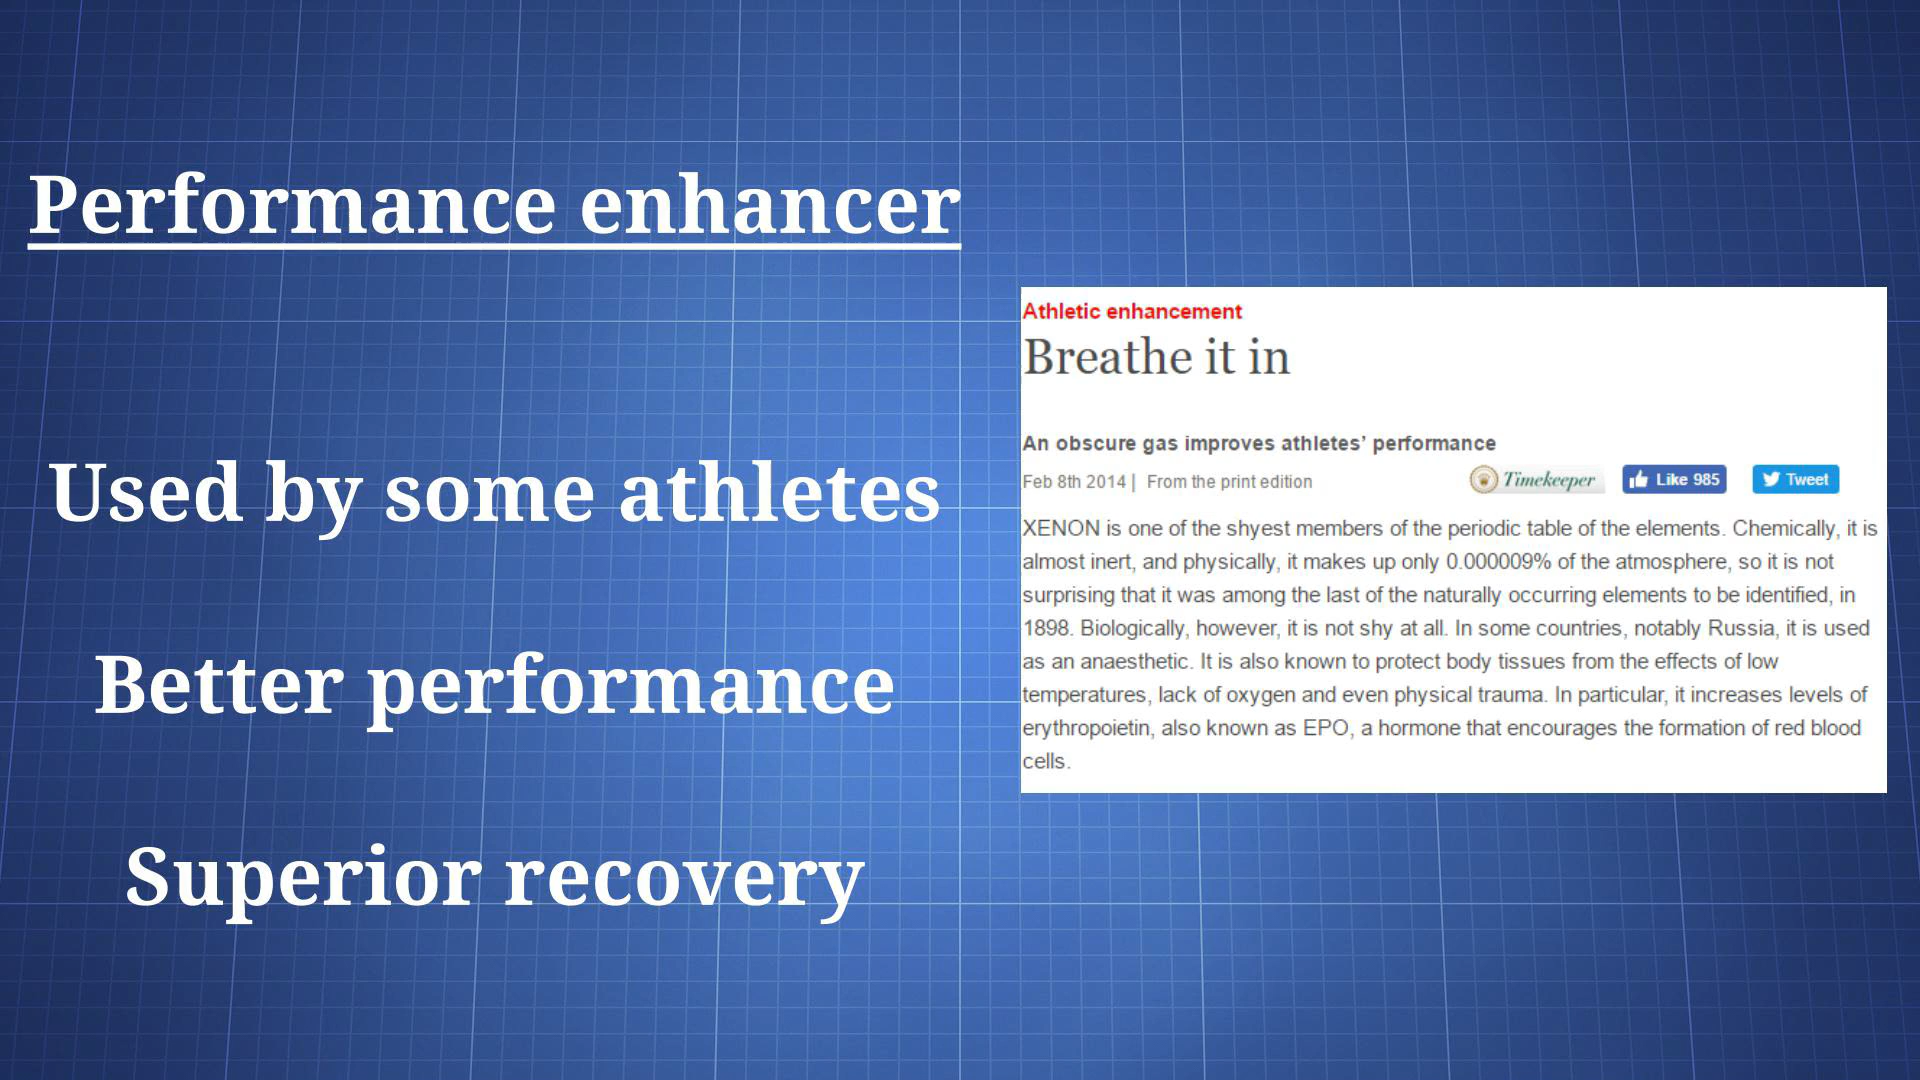 Performance enhancer
Used by some athletes
Better performance
Superior recovery
Athletic enhancement
Breathe it in
An obscure gas improves athletes’ performance
Feb 8th 2014 | From the print edition
Timekeeper
Like 985
Tweet
XENON is one of the shyest members of the periodic table of the elements. Chemically, it is
almost inert, and physically, it makes up only 0.000009% of the atmosphere, so it is not
surprising that it was among the last of the naturally occurring elements to be identified, in
1898. Biologically, however, it is not shy at all. In some countries, notably Russia, it is used
as an anaesthetic. It is also known to protect body tissues from the effects of low
temperatures, lack of oxygen and even physical trauma. In particular, it increases levels of
erythropoietin, also known as EPO, a hormone that encourages the formation of red blood
cells.